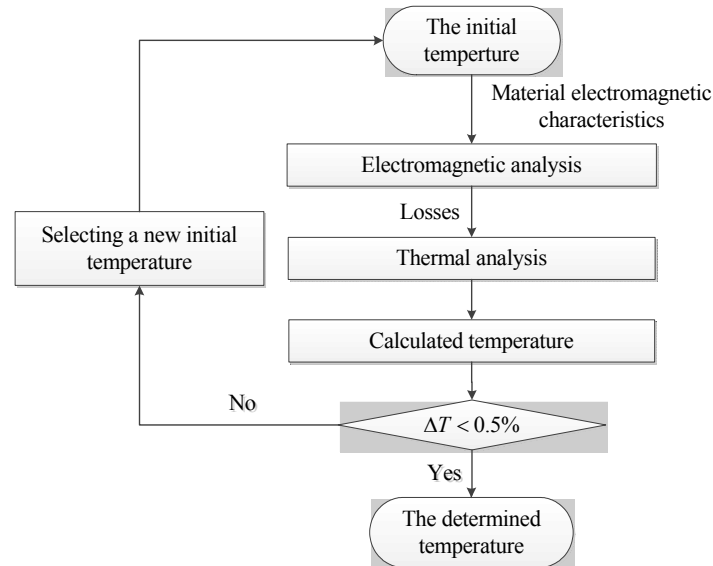 The initial
temperture
Material electromagnetic
characteristics
Electromagnetic analysis
Losses
Selecting a new initial
temperature
Thermal analysis
Calculated temperature
No
ΔT < 0.5%
Yes
The determined
temperature